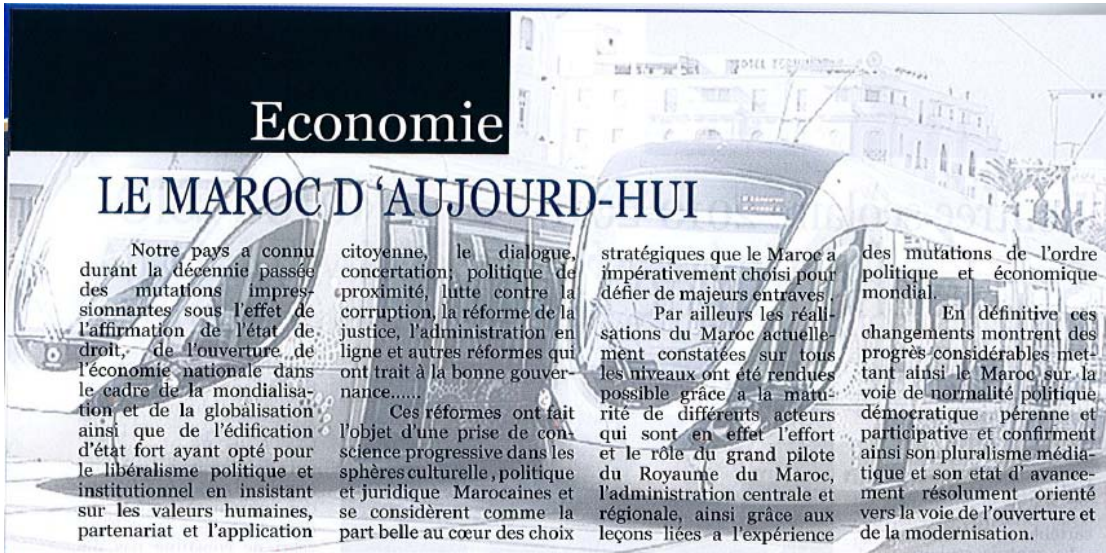 Economie
LE MAROC D 'AUJOURD-HUI
Notre pays a connu
durant la décennie passée
des mutations impres-
sionnantes sous l'effet de
l'affirmation de l'état de
droit, de l'ouverture de
l'économie nationale dans
le cadre de la mondialisa-
tion et de la globalisation
ainsi que de l'édification
d'état fort ayant opté pour
le libéralisme politique et
institutionnel en insistant
sur les valeurs humaines,
partenariat et l'application
citoyenne, le dialogue,
concertation; politique de
proximité, lutte contre la
corruption, la réforme de la
justice, l'administration en
ligne et autres réformes qui
ont trait à la bonne gouver-
nance......
Ces réformes ont fait
l'objet d'une prise de con-
science progressive dans les
sphères culturelle , politique
et juridique Marocaines et
se considèrent comme la
part belle au cœur des choix
stratégiques que le Maroc a
impérativement choisi pour
défier de majeurs entraves .
Par ailleurs les réali-
sations du Maroc actuelle-
ment constatées sur tous
les niveaux ont été rendues
possible grâce a la matu-
rité de différents acteurs
qui sont en effet l'effort
et le rôle du grand pilote
du Royaume du Maroc,
l'administration centrale et
régionale, ainsi grâce aux
leçons liées a l'expérience
des mutations de l'ordre
politique et économique
mondial.
En définitive ces
changements montrent des
progrès considérables met-
tant ainsi le Maroc sur la
voie de normalité politique
démocratique pérenne et
participative et confirment
ainsi son pluralisme média-
tique et son etat d' avance-
ment résolument orienté
vers la voie de l'ouverture et
de la modernisation.